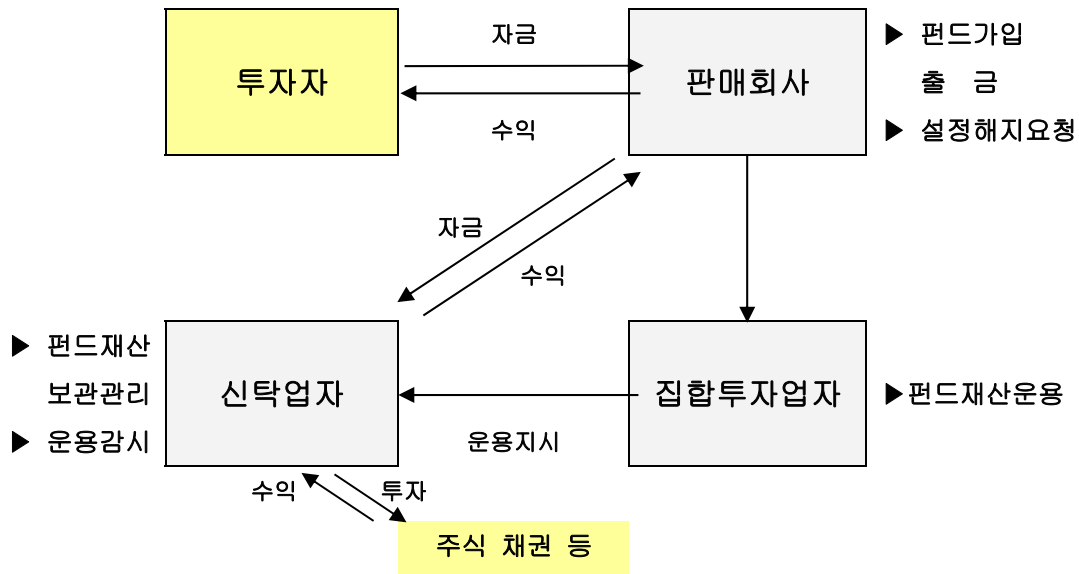 자금
▶ 펀드가입
투자자
판매회사
출 금
수익
▶ 설정해지요청
자금
수익
▶ 펀드재산
신탁업자
집합투자업자
보관관리
▶펀드재산운용
▶ 운용감시
운용지시
수익
투자
주식 채권 등